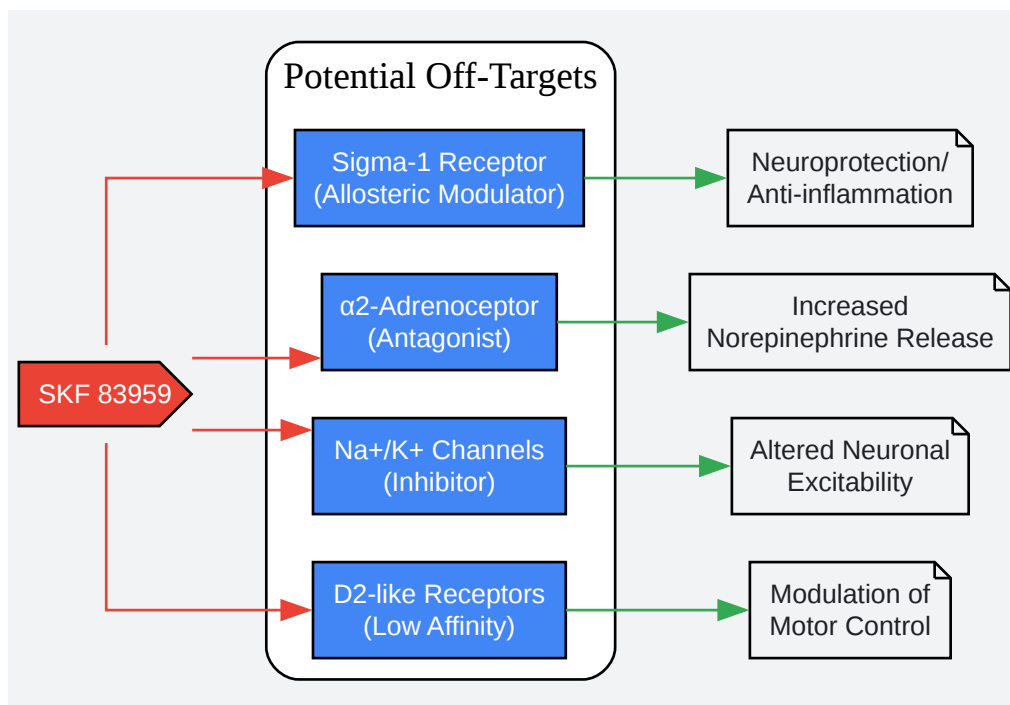 Potential Off-Targets
Sigma-1 Receptor
(Allosteric Modulator)
Neuroprotection/
Anti-inflammation
α2-Adrenoceptor
(Antagonist)
Increased
Norepinephrine Release
SKF 83959
Na+/K+ Channels
(Inhibitor)
Altered Neuronal
Excitability
D2-like Receptors
(Low Affinity)
Modulation of
Motor Control